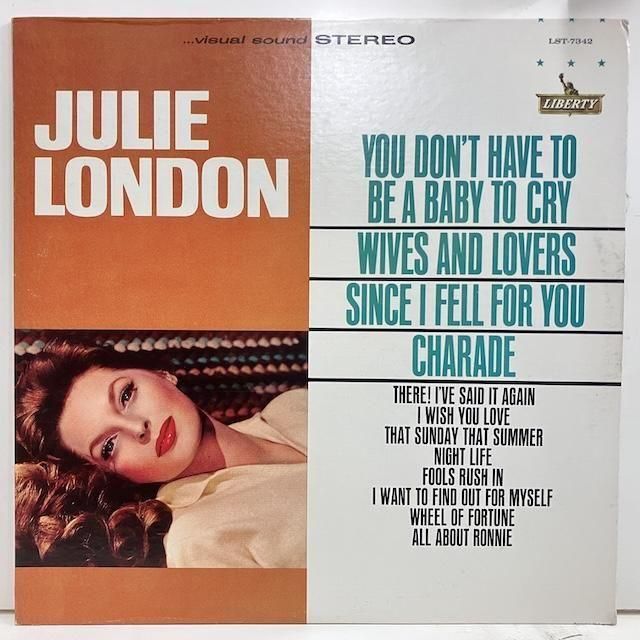 ...visual sound STEREO
LST-7342
LIBERTY
JULIE
LONDON
YOU DON'T HAVE TO
BE A BABY TO CRY
WIVES AND LOVERS
SINCE I FELL FOR YOU
CHARADE
THERE! I'VE SAID IT AGAIN
I WISH YOU LOVE
THAT SUNDAY THAT SUMMER
NIGHT LIFE
FOOLS RUSH IN
I WANT TO FIND OUT FOR MYSELF
WHEEL OF FORTUNE
ALL ABOUT RONNIE